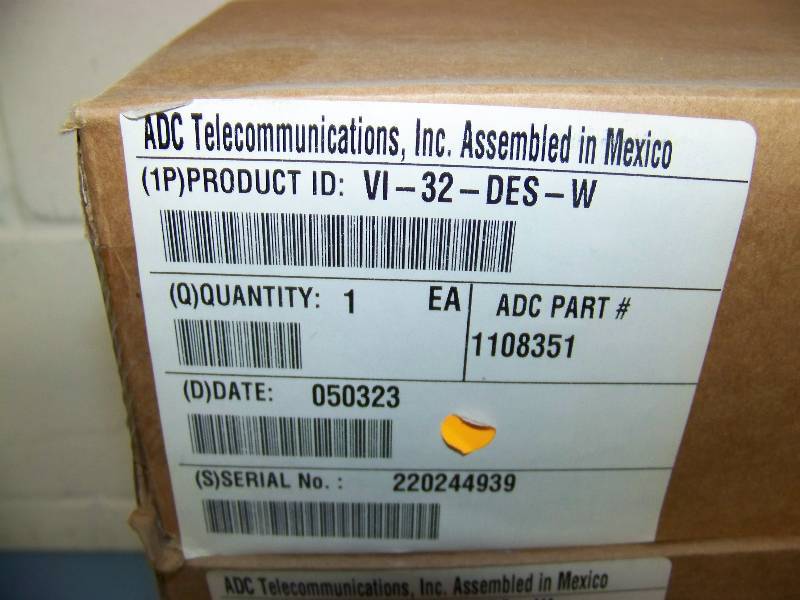 ADC Telecommunications, Inc. Assembled in Mexico
(1P)PRODUCT ID: VI-32-DES-W
(Q)QUANTITY: 1 EA
ADC PART #
1108351
(D)DATE: 050323
(S)SERIAL No.: 220244939
ADC Telecommunications, Inc. Assembled in Mexico